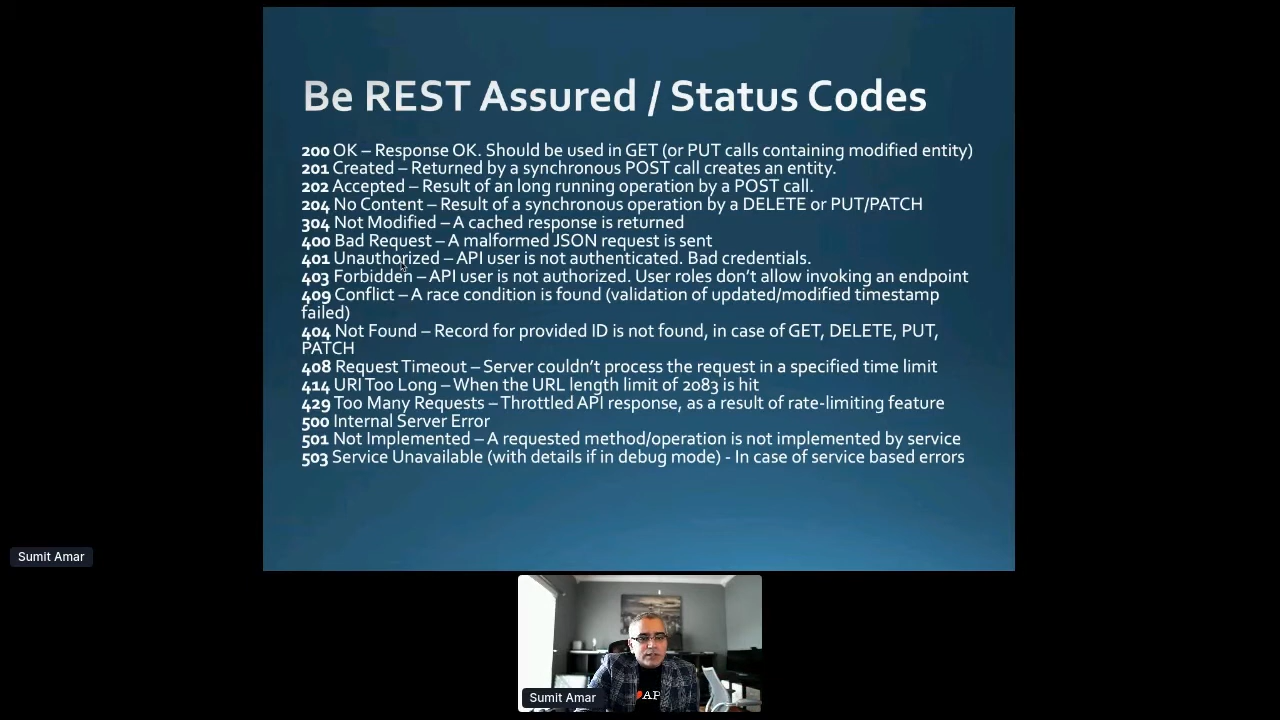 Be REST Assured / Status Codes
200 OK – Response OK. Should be used in GET (or PUT calls containing modified entity)
201 Created – Returned by a synchronous POST call creates an entity.
202 Accepted – Result of an long running operation by a POST call.
204 No Content – Result of a synchronous operation by a DELETE or PUT/PATCH
304 Not Modified – A cached response is returned
400 Bad Request – A malformed JSON request is sent
401 Unauthorized – API user is not authenticated. Bad credentials.
403 Forbidden – API user is not authorized. User roles don’t allow invoking an endpoint
409 Conflict – A race condition is found (validation of updated/modified timestamp
failed)
404 Not Found – Record for provided ID is not found, in case of GET, DELETE, PUT,
PATCH
408 Request Timeout – Server couldn’t process the request in a specified time limit
414 URI Too Long – When the URL length limit of 2083 is hit
429 Too Many Requests – Throttled API response, as a result of rate-limiting feature
500 Internal Server Error
501 Not Implemented – A requested method/operation is not implemented by service
503 Service Unavailable (with details if in debug mode) - In case of service based errors
Sumit Amar
Sumit Amar